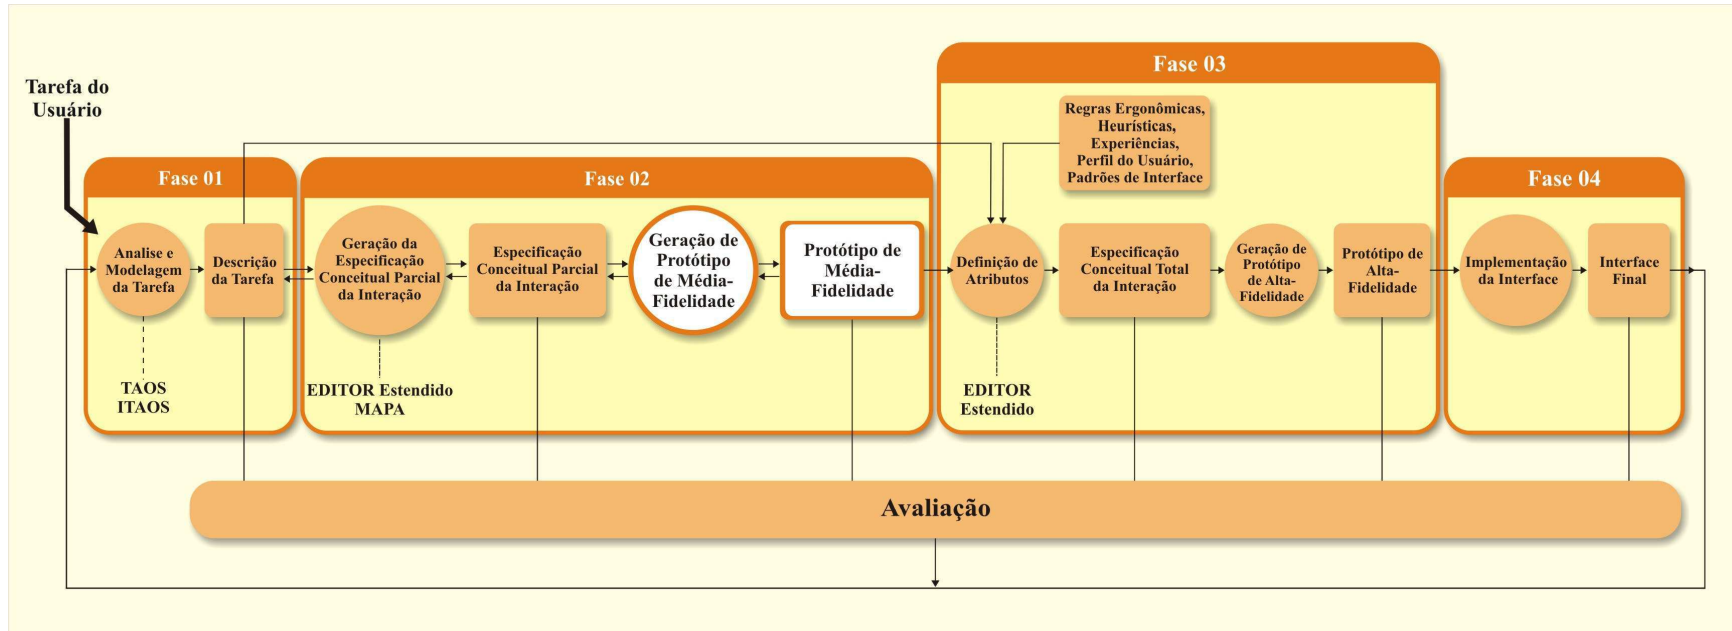 Tarefa do
Usuário
Fase 01
Analise e
Modelagem
da Tarefa
Descrição
da Tarefa
TAOS
ITAOS
Fase 02
Geração da
Especificação
Conceitual Parcial
da Interação
EDITOR Estendido
MAPA
Especificação
Conceitual Parcial
da Interação
Geração de
Protótipo
de Média-
Fidelidade
Protótipo de
Média-
Fidelidade
Fase 03
Regras Ergonômicas,
Heurísticas,
Experiências,
Perfil do Usuário,
Padrões de Interface
Definição de
Atributos
EDITOR
Estendido
Especificação
Conceitual Total
da Interação
Geração de
Protótipo
de Alta-
Fidelidade
Protótipo de
Alta-
Fidelidade
Fase 04
Implementação
da Interface
Interface
Final
Avaliação